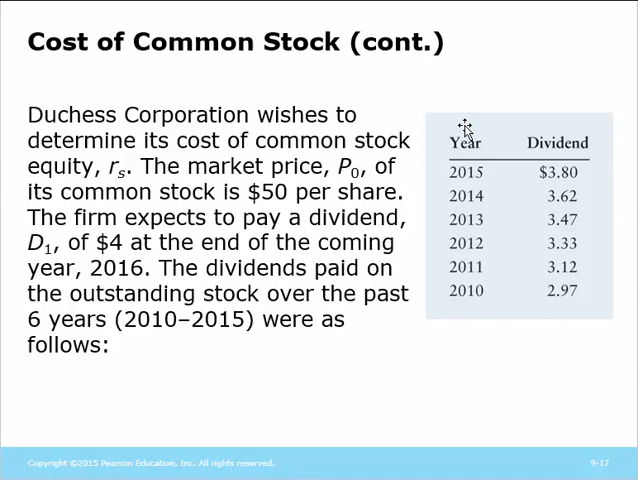 Cost of Common Stock (cont.)
Duchess Corporation wishes to
determine its cost of common stock
equity, rs. The market price, P0, of
its common stock is $50 per share.
The firm expects to pay a dividend,
D1, of $4 at the end of the coming
year, 2016. The dividends paid on
the outstanding stock over the past
6 years (2010–2015) were as
follows:
Year Dividend
2015 $3.80
2014 3.62
2013 3.47
2012 3.33
2011 3.12
2010 2.97
Copyright ©2015 Pearson Education, Inc. All rights reserved.
9-17